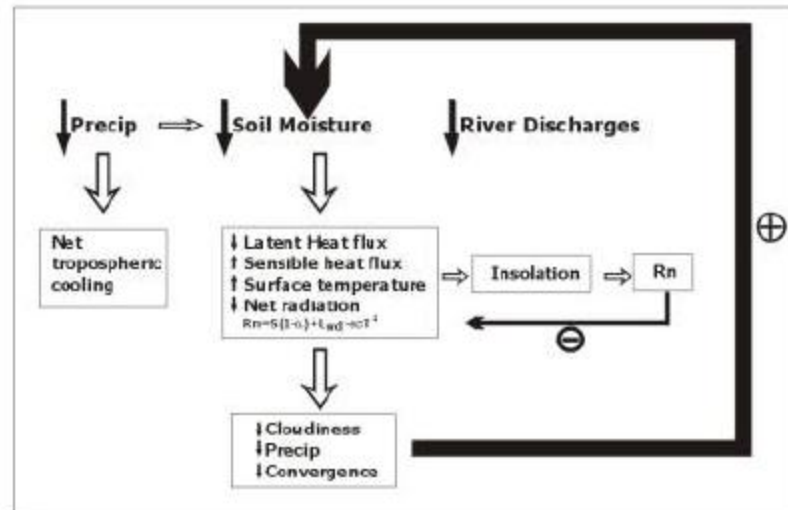 Precip
Soil Moisture
River Discharges
Net
tropospheric
cooling
↓ Latent Heat flux
↑ Sensible heat flux
↑ Surface temperature
↓ Net radiation
Insolation
Rn
⊕
⊖
↓Cloudiness
↓Precip
↓Convergence